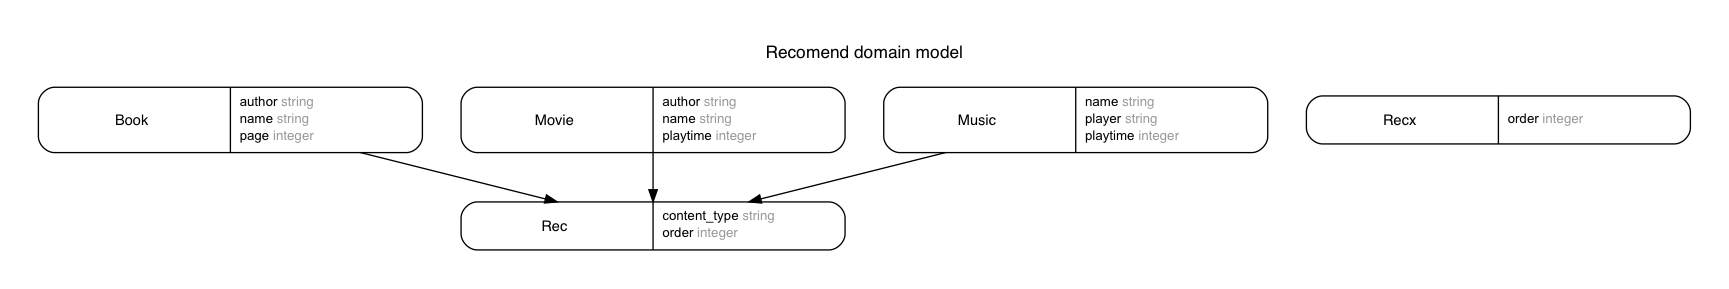 Recomend domain model
Book
author string
name string
page integer
Movie
author string
name string
playtime integer
Music
name string
player string
playtime integer
Recx
order integer
Rec
content_type string
order integer